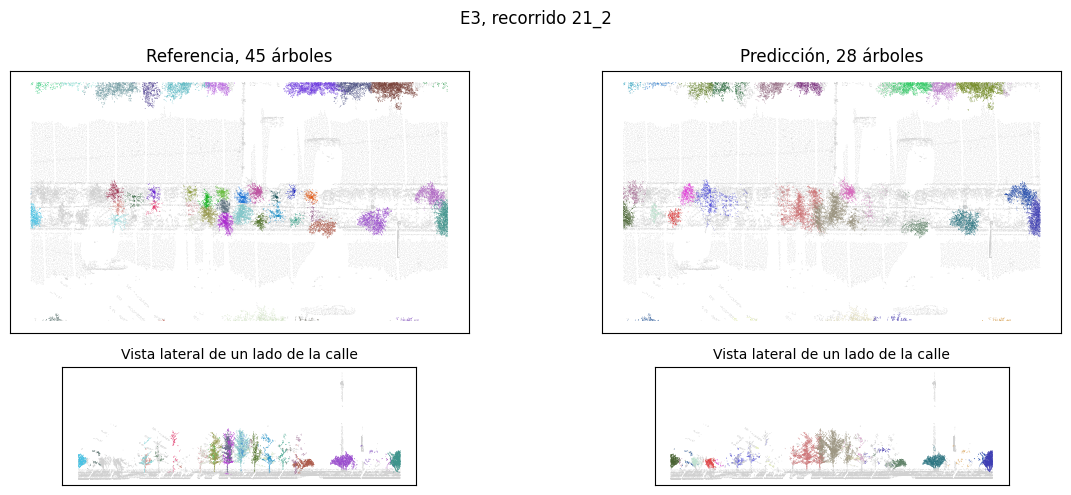 E3, recorrido 21_2
Referencia, 45 árboles
Predicción, 28 árboles
Vista lateral de un lado de la calle
Vista lateral de un lado de la calle